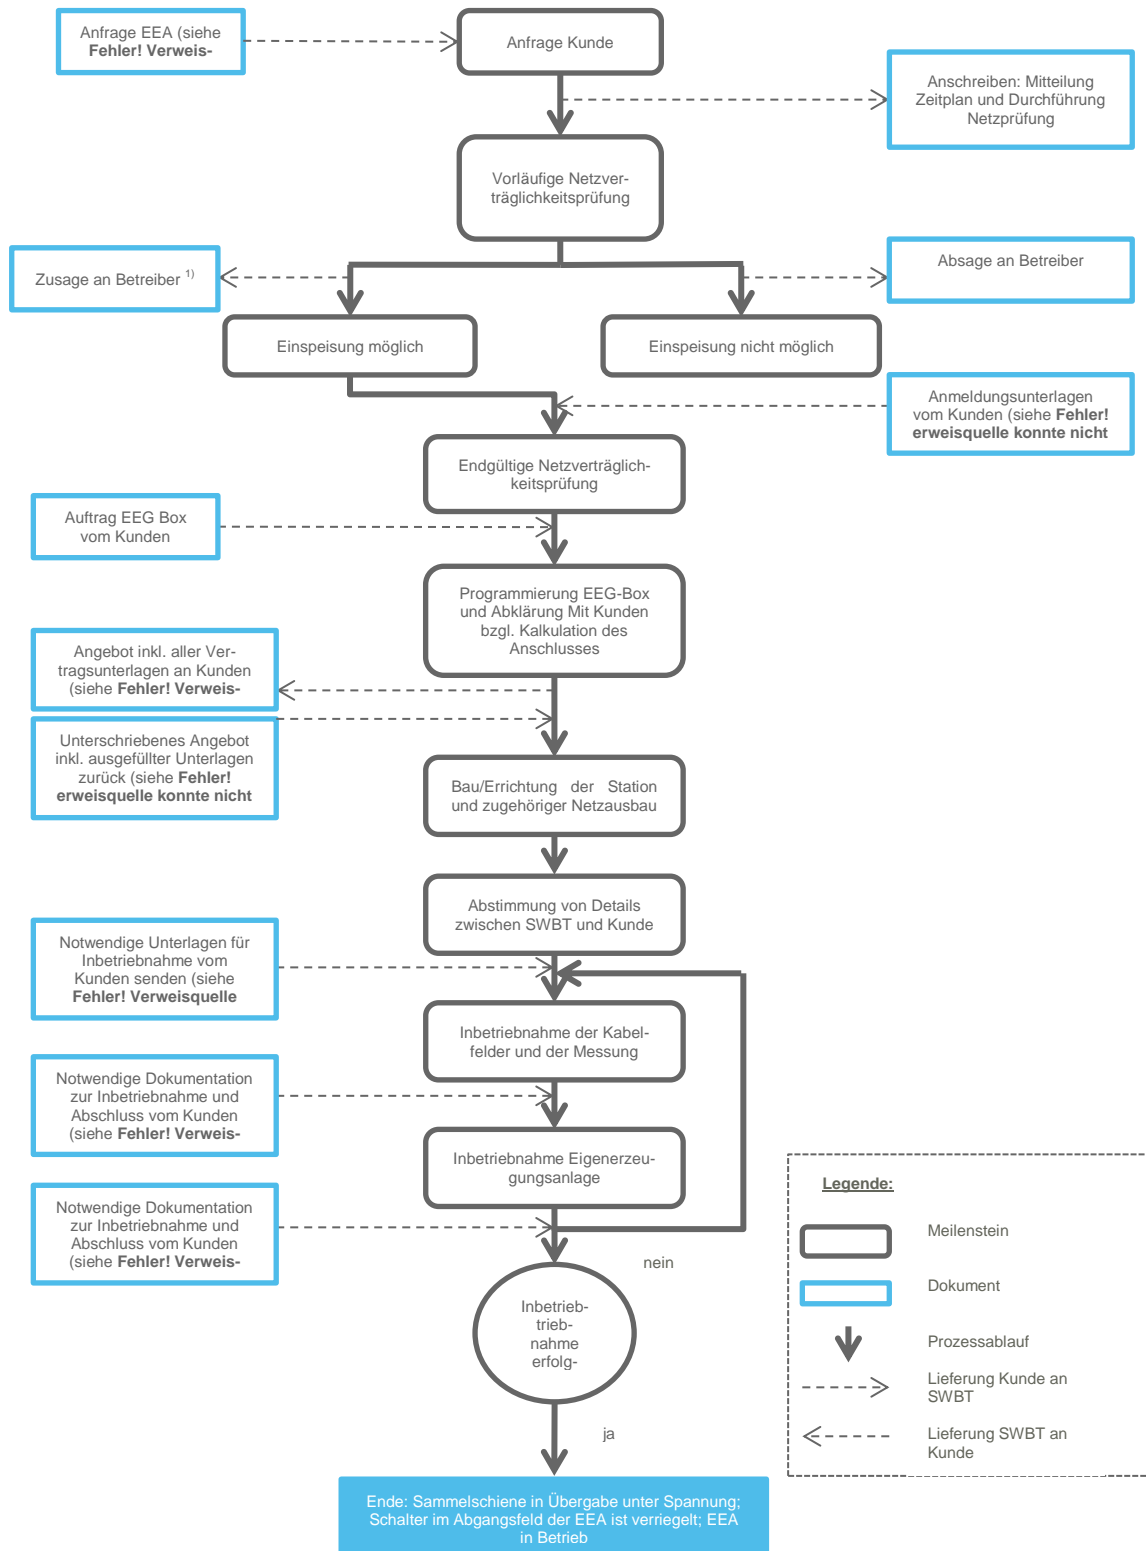 Anfrage EEA (siehe
Fehler! Verweis-
Anfrage Kunde
Anschreiben: Mitteilung
Zeitplan und Durchführung
Netzprüfung
Vorläufige Netzver-
träglichkeitsprüfung
Zusage an Betreiber 1)
Absage an Betreiber
Einspeisung möglich
Einspeisung nicht möglich
Anmeldungsunterlagen
vom Kunden (siehe Fehler!
erweisquelle konnte nicht
Endgültige Netzverträglich-
keitsprüfung
Auftrag EEG Box
vom Kunden
Programmierung EEG-Box
und Abklärung Mit Kunden
bzgl. Kalkulation des
Anschlusses
Angebot inkl. aller Ver-
tragsunterlagen an Kunden
(siehe Fehler! Verweis-
Unterschriebenes Angebot
inkl. ausgefüllter Unterlagen
zurück (siehe Fehler!
erweisquelle konnte nicht
Bau/Errichtung der Station
und zugehöriger Netzausbau
Abstimmung von Details
zwischen SWBT und Kunde
Notwendige Unterlagen für
Inbetriebnahme vom
Kunden senden (siehe
Fehler! Verweisquelle
Inbetriebnahme der Kabel-
felder und der Messung
Notwendige Dokumentation
zur Inbetriebnahme und
Abschluss vom Kunden
(siehe Fehler! Verweis-
Inbetriebnahme Eigenerzeu-
gungsanlage
Notwendige Dokumentation
zur Inbetriebnahme und
Abschluss vom Kunden
(siehe Fehler! Verweis-
nein
Inbetrieb-
trieb-
nahme
erfolg-
ja
Ende: Sammelschiene in Übergabe unter Spannung;
Schalter im Abgangsfeld der EEA ist verriegelt; EEA
in Betrieb
Legende:
Meilenstein
Dokument
Prozessablauf
Lieferung Kunde an
SWBT
Lieferung SWBT an
Kunde